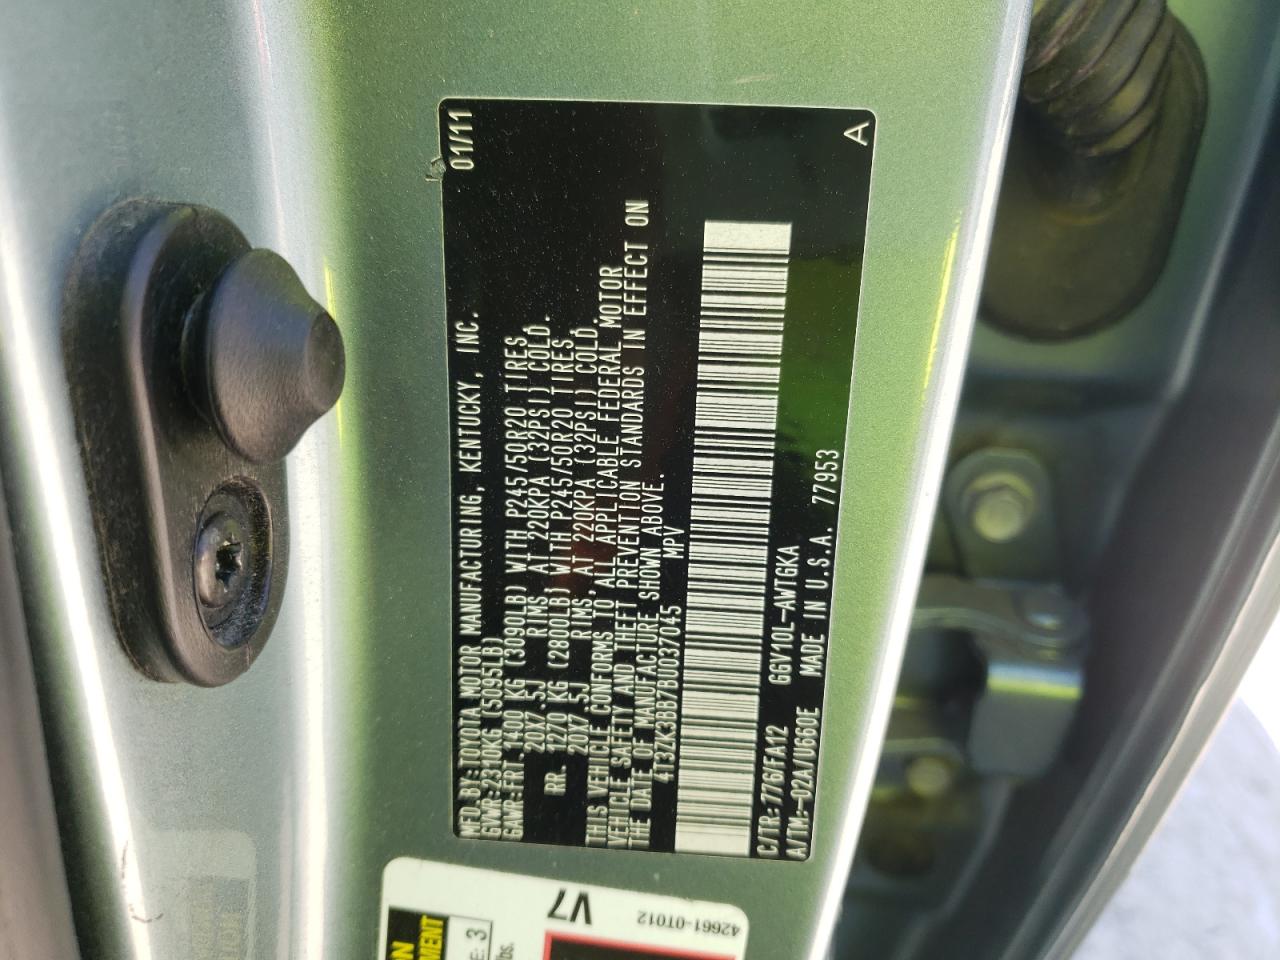 01/11
MFD.BY:TOYOTA MOTOR MANUFACTURING, KENTUCKY, INC.
GVWR:2310KG (5095LB)
GAWR:FRT 1400 KG (3090LB) WITH P245/50R20 TIRES,
20X7.5J RIMS AT 220KPA (32PSI) COLD.
RR. 1270 KG (2800LB) WITH P245/50R20 TIRES,
20X7.5J RIMS,AT 220KPA (32PSI) COLD.
THIS VEHICLE CONFORMS TO ALL APPLICABLE FEDERAL MOTOR
VEHICLE SAFETY AND THEFT PREVENTION STANDARDS IN EFFECT ON
THE DATE OF MANUFACTURE SHOWN ABOVE.
4T3ZK3BB7BU037045 MPV
C/TR:776/FA12 GGV10L-AWTGKA
A/TM:-02A/U660E MADE IN U.S.A. 77953
A
V7
42661-0T012
E: 3
lbs.